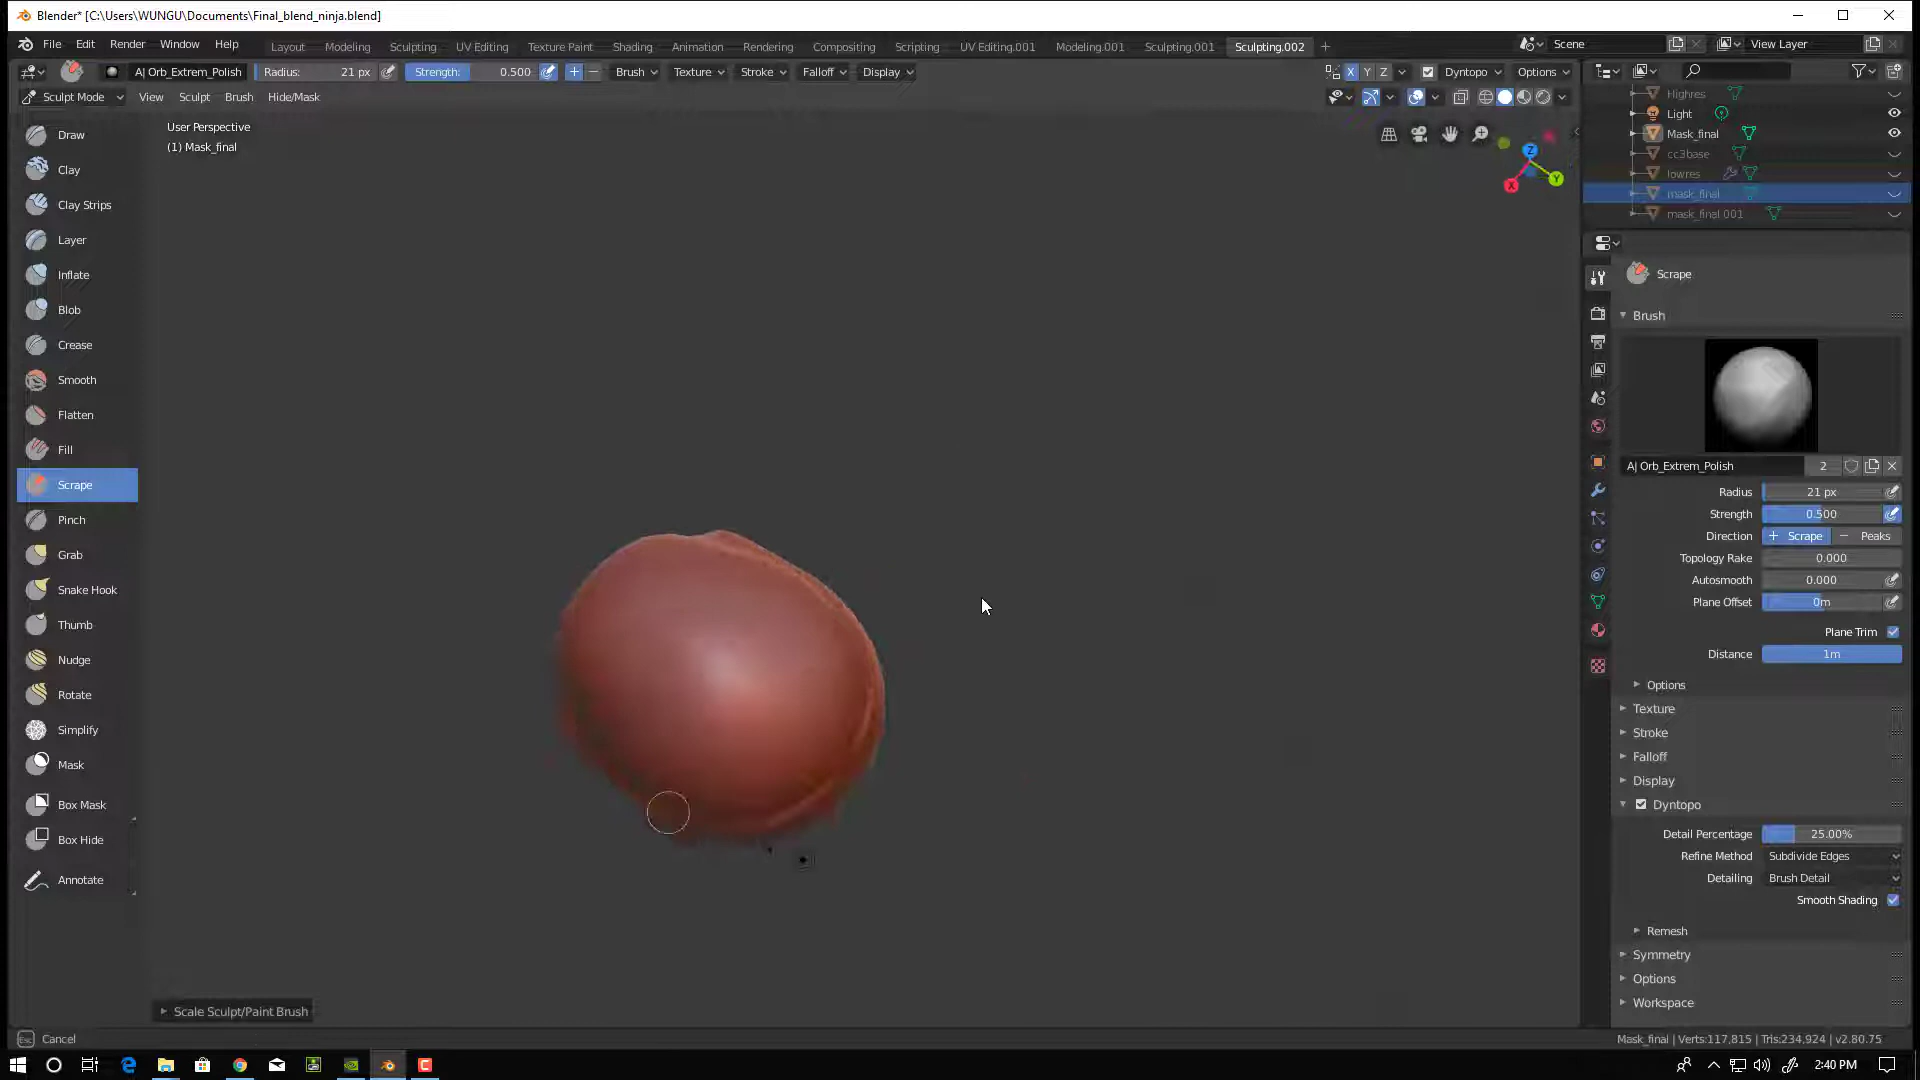 Blender* [C:\Users\WUNGU\Documents\Final_blend_ninja.blend]
File Edit Render Window Help Layout Modeling Sculpting UV Editing Texture Paint Shading Animation Rendering Compositing Scripting UV Editing.001 Modeling.001 Sculpting.001 Sculpting.002 + Scene View Layer
A| Orb_Extrem_Polish Radius: 21 px Strength: 0.500 + − Brush Texture Stroke Falloff Display X Y Z Dyntopo Options
Sculpt Mode View Sculpt Brush Hide/Mask
User Perspective
(1) Mask_final
Draw
Clay
Clay Strips
Layer
Inflate
Blob
Crease
Smooth
Flatten
Fill
Scrape
Pinch
Grab
Snake Hook
Thumb
Nudge
Rotate
Simplify
Mask
Box Mask
Box Hide
Annotate
Z
X
Y
Scale Sculpt/Paint Brush
Highres
Light
Mask_final
cc3base
lowres
mask_final
mask_final.001
Scrape
Brush
A| Orb_Extrem_Polish 2
Radius 21 px
Strength 0.500
Direction + Scrape − Peaks
Topology Rake 0.000
Autosmooth 0.000
Plane Offset 0m
Plane Trim
Distance 1m
Options
Texture
Stroke
Falloff
Display
Dyntopo
Detail Percentage 25.00%
Refine Method Subdivide Edges
Detailing Brush Detail
Smooth Shading
Remesh
Symmetry
Options
Workspace
Esc Cancel
Mask_final | Verts:117,815 | Tris:234,924 | v2.80.75
2:40 PM